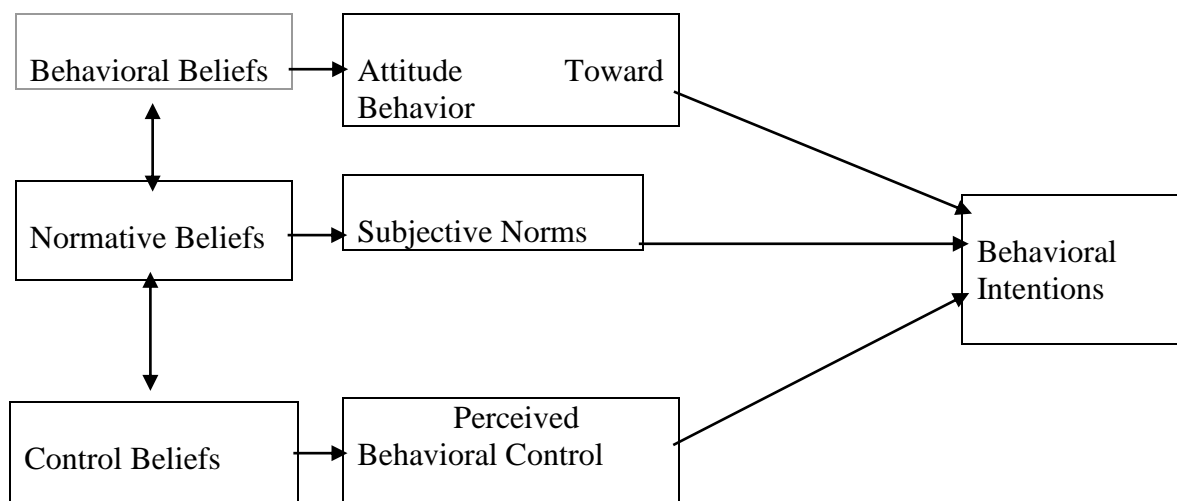 Behavioral Beliefs
Attitude Toward
Behavior
Normative Beliefs
Subjective Norms
Behavioral
Intentions
Control Beliefs
Perceived
Behavioral Control